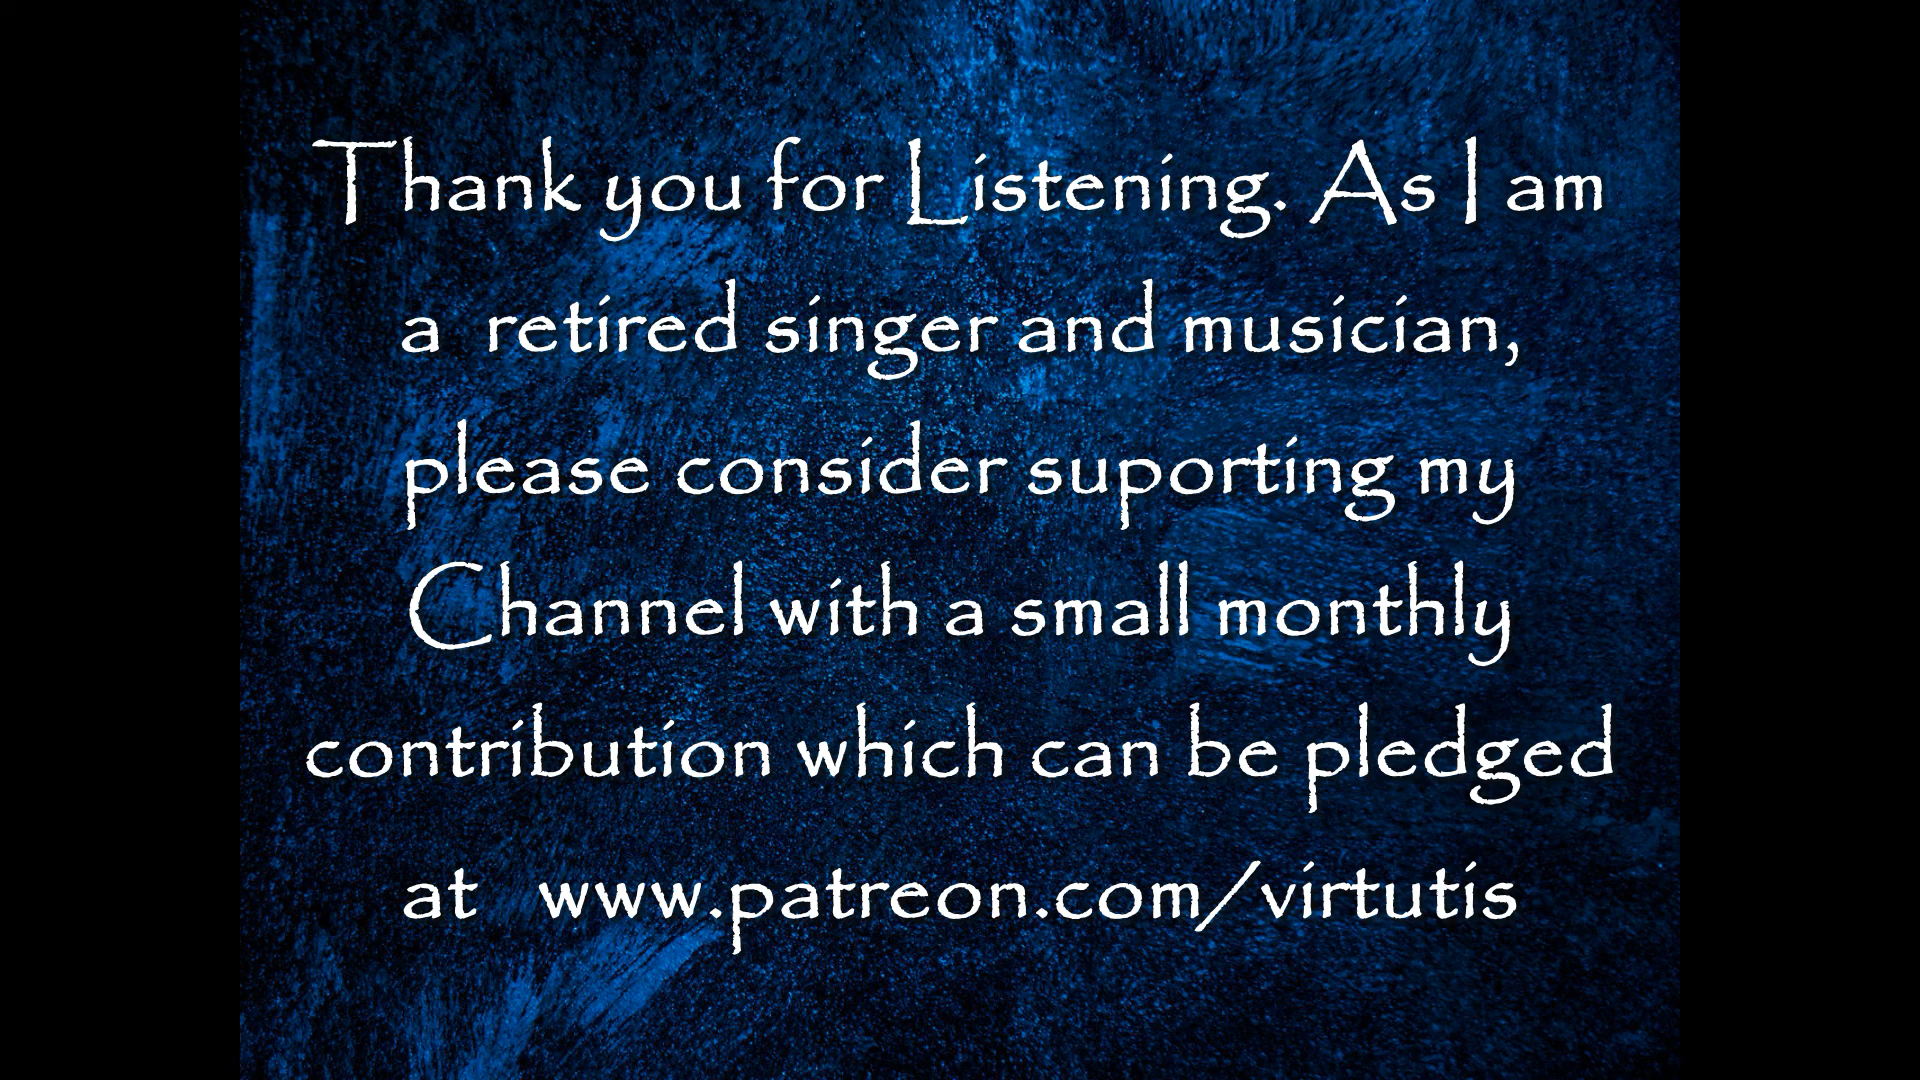 Thank you for Listening. As I am
a retired singer and musician,
please consider suporting my
Channel with a small monthly
contribution which can be pledged
at www.patreon.com/virtutis